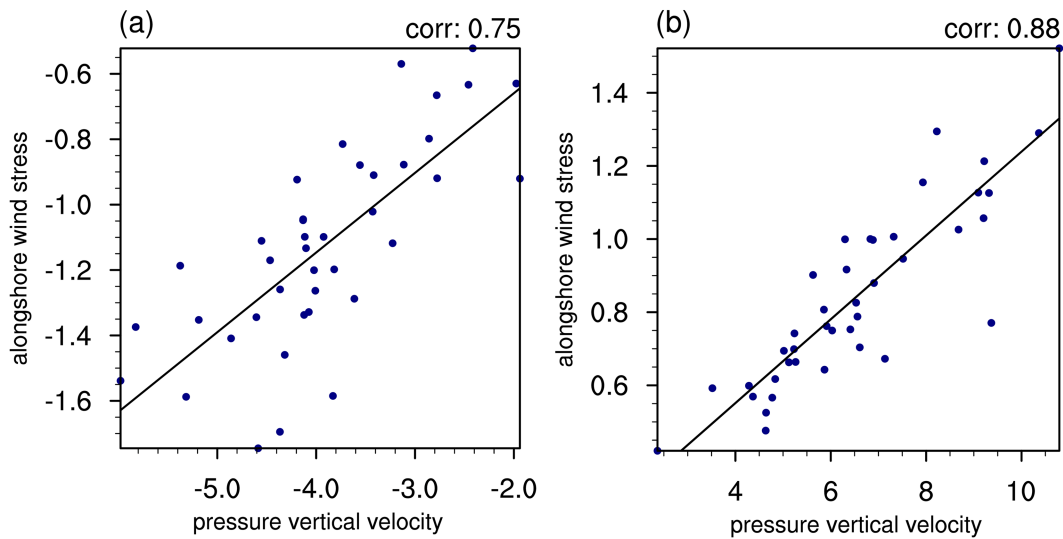 (a)
corr: 0.75
-0.6
-0.8
-1.0
-1.2
-1.4
-1.6
alongshore wind stress
-5.0 -4.0 -3.0 -2.0
pressure vertical velocity
(b)
corr: 0.88
1.4
1.2
1.0
0.8
0.6
alongshore wind stress
4 6 8 10
pressure vertical velocity